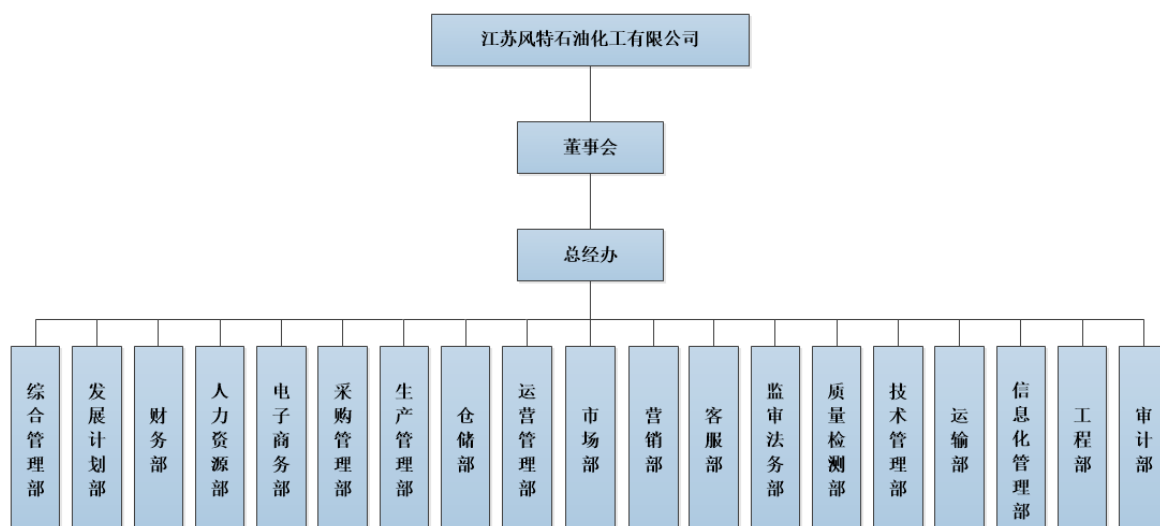 江苏风特石油化工有限公司
董事会
总经办
综合管理部
发展计划部
财务部
人力资源部
电子商务部
采购管理部
生产管理部
仓储部
运营管理部
市场部
营销部
客服部
监审法务部
质量检测部
技术管理部
运输部
信息化管理部
工程部
审计部